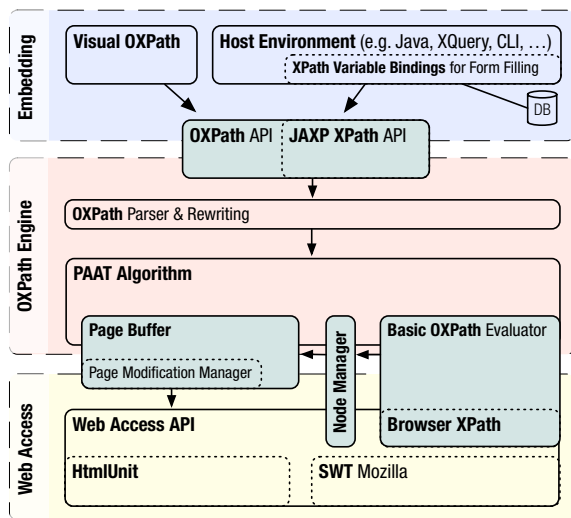 Embedding
Visual OXPath
Host Environment (e.g. Java, XQuery, CLI, …)
XPath Variable Bindings for Form Filling
DB
OXPath API
JAXP XPath API
OXPath Engine
OXPath Parser & Rewriting
PAAT Algorithm
Page Buffer
Page Modification Manager
Node Manager
Basic OXPath Evaluator
Browser XPath
Web Access
Web Access API
HtmlUnit
SWT Mozilla